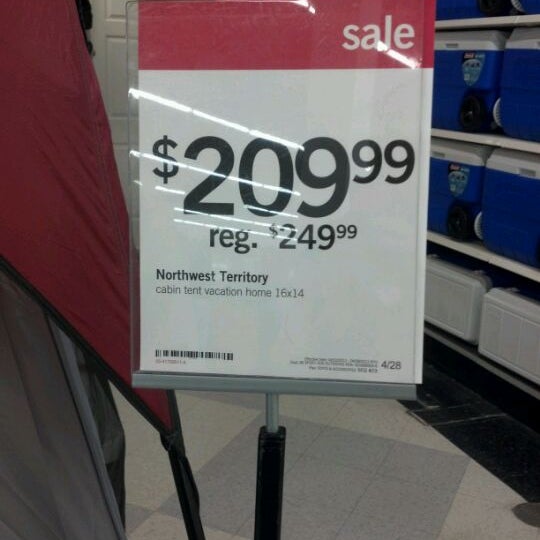 sale
$209.99
reg. $249.99
Northwest Territory
cabin tent vacation home 16x14
4/28